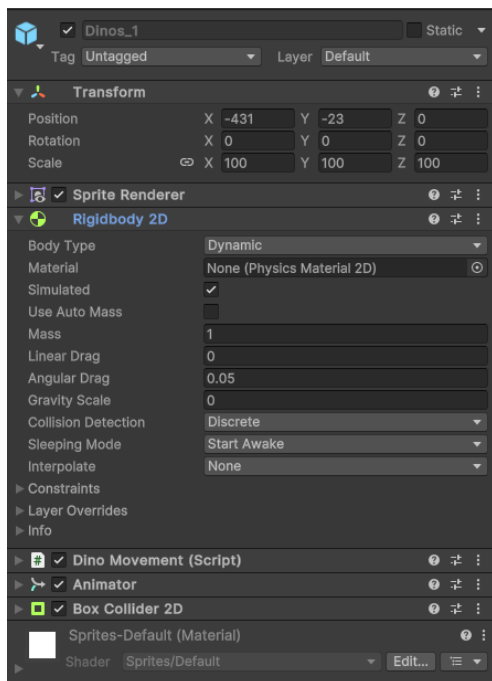 Dinos_1 Static
Tag Untagged Layer Default
Transform
Position X -431 Y -23 Z 0
Rotation X 0 Y 0 Z 0
Scale X 100 Y 100 Z 100
Sprite Renderer
Rigidbody 2D
Body Type Dynamic
Material None (Physics Material 2D)
Simulated
Use Auto Mass
Mass 1
Linear Drag 0
Angular Drag 0.05
Gravity Scale 0
Collision Detection Discrete
Sleeping Mode Start Awake
Interpolate None
Constraints
Layer Overrides
Info
# Dino Movement (Script)
Animator
Box Collider 2D
Sprites-Default (Material)
Shader Sprites/Default Edit...